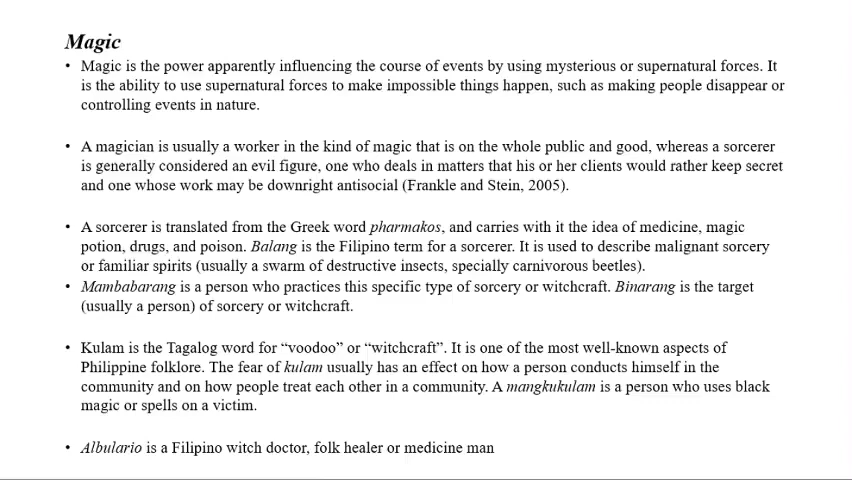 Magic
• Magic is the power apparently influencing the course of events by using mysterious or supernatural forces. It
is the ability to use supernatural forces to make impossible things happen, such as making people disappear or
controlling events in nature.
• A magician is usually a worker in the kind of magic that is on the whole public and good, whereas a sorcerer
is generally considered an evil figure, one who deals in matters that his or her clients would rather keep secret
and one whose work may be downright antisocial (Frankle and Stein, 2005).
• A sorcerer is translated from the Greek word pharmakos, and carries with it the idea of medicine, magic
potion, drugs, and poison. Balang is the Filipino term for a sorcerer. It is used to describe malignant sorcery
or familiar spirits (usually a swarm of destructive insects, specially carnivorous beetles).
• Mambabarang is a person who practices this specific type of sorcery or witchcraft. Binarang is the target
(usually a person) of sorcery or witchcraft.
• Kulam is the Tagalog word for “voodoo” or “witchcraft”. It is one of the most well-known aspects of
Philippine folklore. The fear of kulam usually has an effect on how a person conducts himself in the
community and on how people treat each other in a community. A mangkukulam is a person who uses black
magic or spells on a victim.
• Albulario is a Filipino witch doctor, folk healer or medicine man